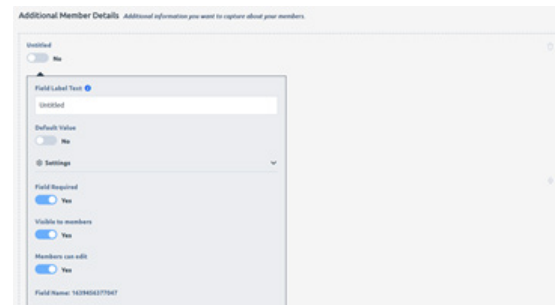 Additional Member Details Additional information you want to capture about your members.
Untitled
No
Field Label Text
Untitled
Default Value
No
Settings
Field Required
Yes
Visible to members
Yes
Members can edit
Yes
Field Name: 1639456377047